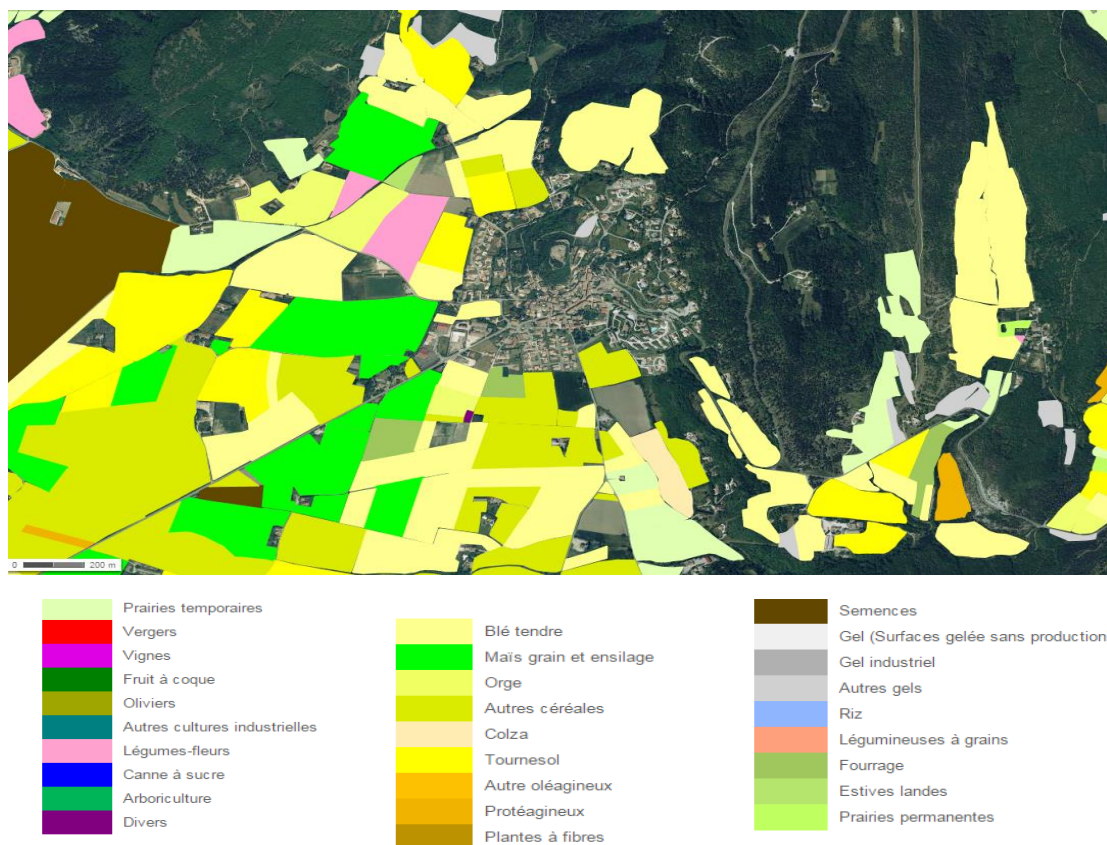 0 200 m
Prairies temporaires
Vergers
Vignes
Fruit à coque
Oliviers
Autres cultures industrielles
Légumes-fleurs
Canne à sucre
Arboriculture
Divers
Blé tendre
Maïs grain et ensilage
Orge
Autres céréales
Colza
Tournesol
Autre oléagineux
Protéagineux
Plantes à fibres
Semences
Gel (Surfaces gelée sans production
Gel industriel
Autres gels
Riz
Légumineuses à grains
Fourrage
Estives landes
Prairies permanentes